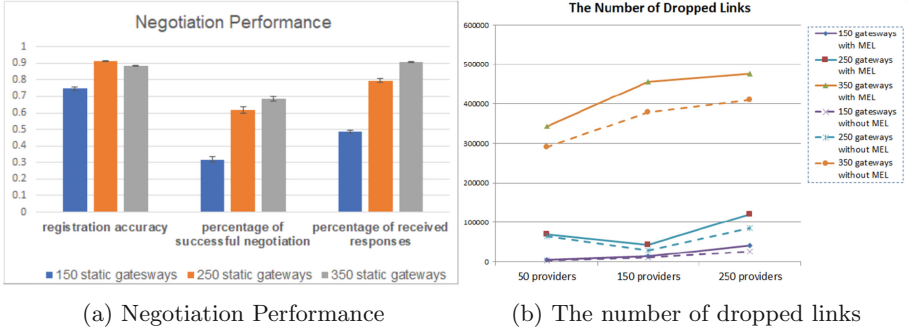 Negotiation Performance
1
0.9
0.8
0.7
0.6
0.5
0.4
0.3
0.2
0.1
0
registration accuracy
percentage of
successful negotiation
percentage of received
responses
150 static gatesways
250 static gateways
350 static gateways
(a) Negotiation Performance
The Number of Dropped Links
600000
500000
400000
300000
200000
100000
0
50 providers
150 providers
250 providers
150 gatesways
with MEL
250 gateways
with MEL
350 gateways
with MEL
150 gateways
without MEL
250 gateways
without MEL
350 gateways
without MEL
(b) The number of dropped links